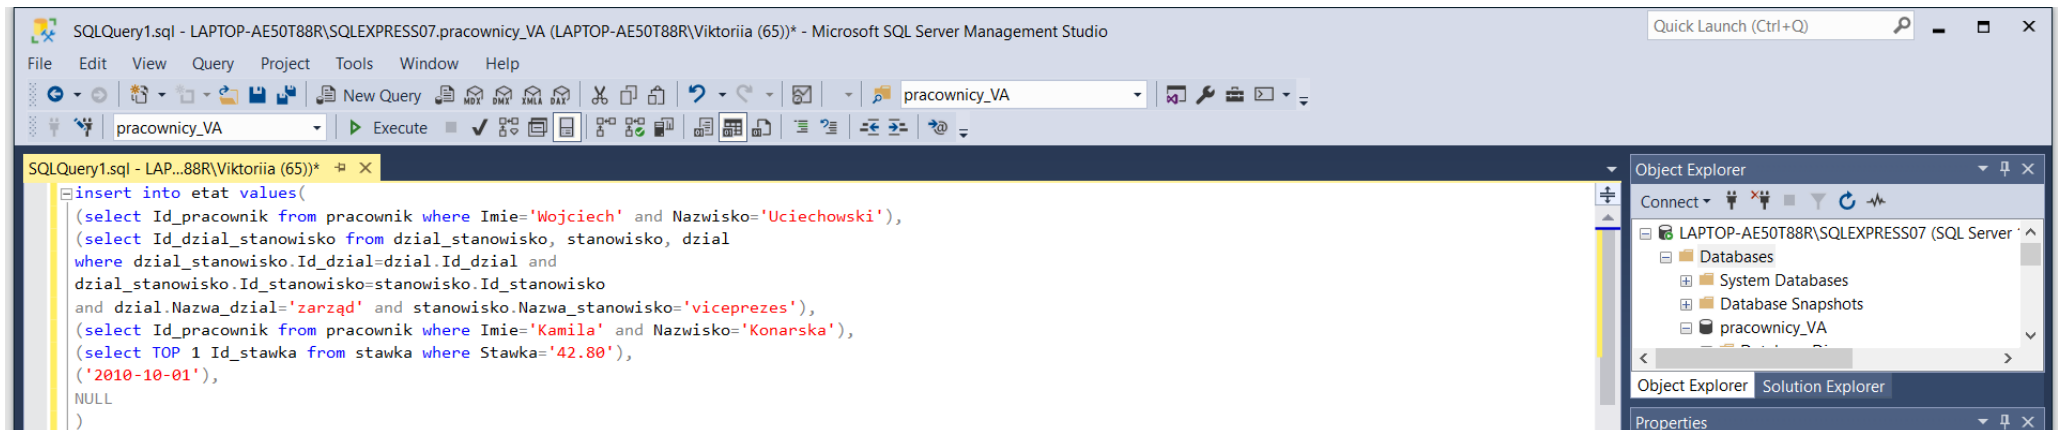 SQLQuery1.sql - LAPTOP-AE50T88R\SQLEXPRESS07.pracownicy_VA (LAPTOP-AE50T88R\Viktoriia (65))* - Microsoft SQL Server Management Studio
Quick Launch (Ctrl+Q)
File Edit View Query Project Tools Window Help
New Query MDX DMX XMLA DAX pracownicy_VA
pracownicy_VA Execute
SQLQuery1.sql - LAP...88R\Viktoriia (65))*
insert into etat values(
(select Id_pracownik from pracownik where Imie='Wojciech' and Nazwisko='Uciechowski'),
(select Id_dzial_stanowisko from dzial_stanowisko, stanowisko, dzial
where dzial_stanowisko.Id_dzial=dzial.Id_dzial and
dzial_stanowisko.Id_stanowisko=stanowisko.Id_stanowisko
and dzial.Nazwa_dzial='zarząd' and stanowisko.Nazwa_stanowisko='viceprezes'),
(select Id_pracownik from pracownik where Imie='Kamila' and Nazwisko='Konarska'),
(select TOP 1 Id_stawka from stawka where Stawka='42.80'),
('2010-10-01'),
NULL
)
Object Explorer
Connect
LAPTOP-AE50T88R\SQLEXPRESS07 (SQL Server
Databases
System Databases
Database Snapshots
pracownicy_VA
Object Explorer Solution Explorer
Properties